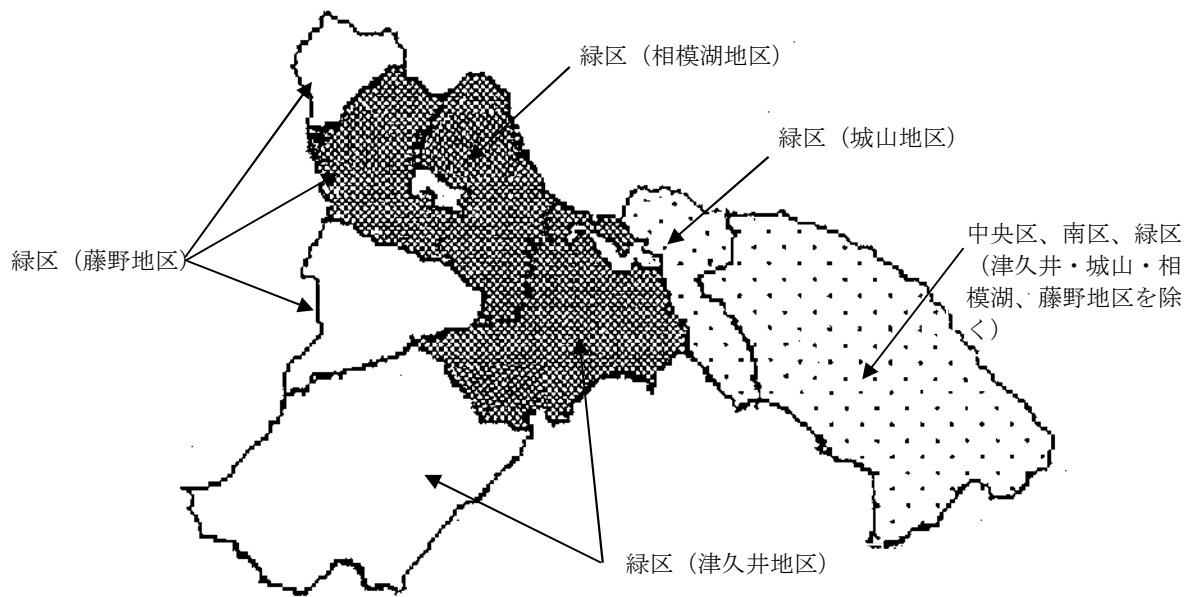 緑区（相模湖地区）
緑区（城山地区）
中央区、南区、緑区
（津久井・城山・相
模湖、藤野地区を除
く）
緑区（藤野地区）
緑区（津久井地区）